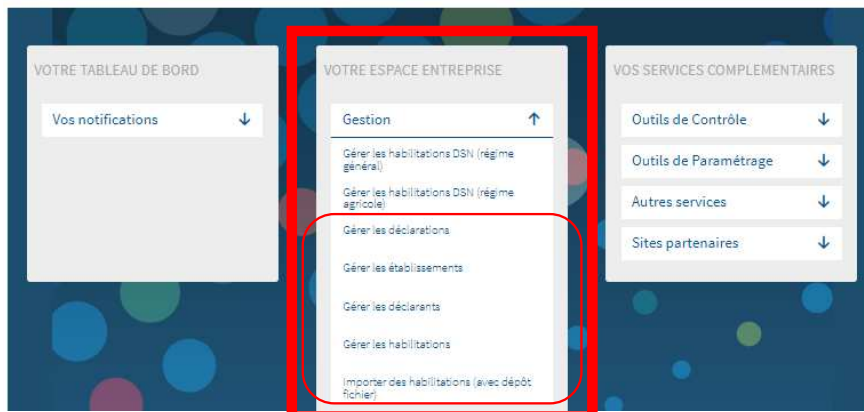 VOTRE TABLEAU DE BORD
Vos notifications
VOTRE ESPACE ENTREPRISE
Gestion
Gérer les habilitations DSN (régime
général)
Gérer les habilitations DSN (régime
agricole)
Gérer les déclarations
Gérer les établissements
Gérer les déclarants
Gérer les habilitations
Importer des habilitations (avec dépôt
fichier)
VOS SERVICES COMPLEMENTAIRES
Outils de Contrôle
Outils de Paramétrage
Autres services
Sites partenaires